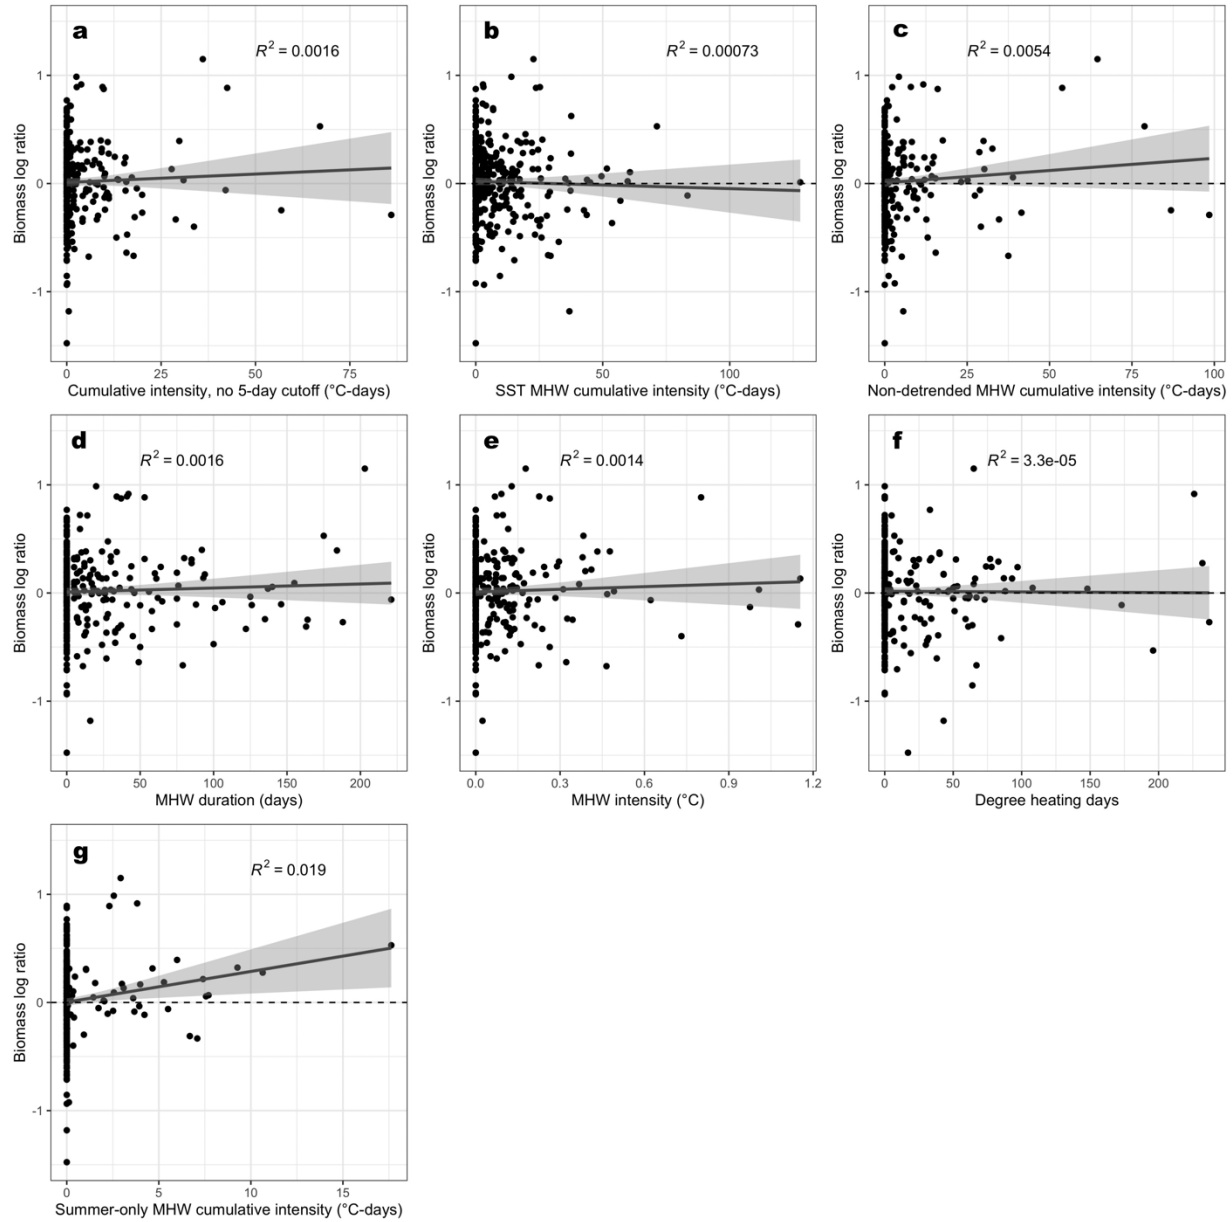 a
R² = 0.0016
1
0
-1
Biomass log ratio
0 25 50 75
Cumulative intensity, no 5-day cutoff (°C-days)
b
R² = 0.00073
1
0
-1
Biomass log ratio
0 50 100
SST MHW cumulative intensity (°C-days)
c
R² = 0.0054
1
0
-1
Biomass log ratio
0 25 50 75 100
Non-detrended MHW cumulative intensity (°C-days)
d
R² = 0.0016
1
0
-1
Biomass log ratio
0 50 100 150 200
MHW duration (days)
e
R² = 0.0014
1
0
-1
Biomass log ratio
0.0 0.3 0.6 0.9 1.2
MHW intensity (°C)
f
R² = 3.3e-05
1
0
-1
Biomass log ratio
0 50 100 150 200
Degree heating days
g
R² = 0.019
1
0
-1
Biomass log ratio
0 5 10 15
Summer-only MHW cumulative intensity (°C-days)